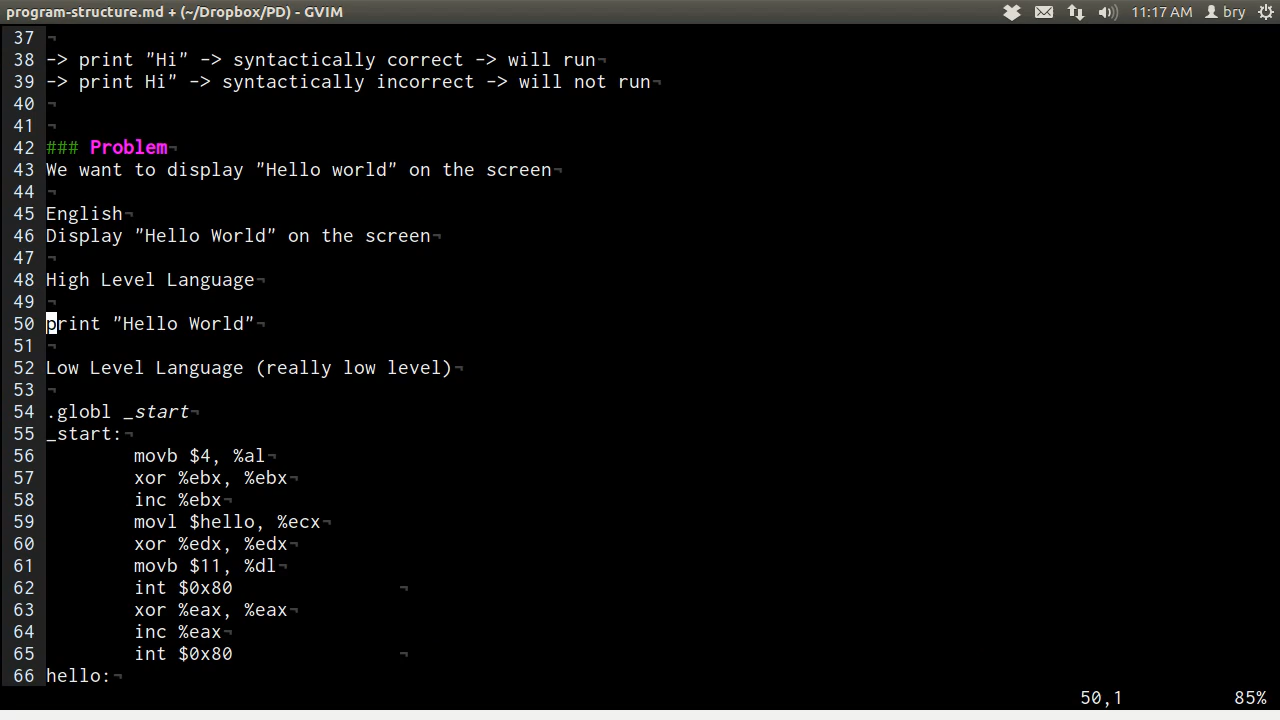 program-structure.md + (~/Dropbox/PD) - GVIM 11:17 AM bry
37 ¬
38 -> print "Hi" -> syntactically correct -> will run¬
39 -> print Hi" -> syntactically incorrect -> will not run¬
40 ¬
41 ¬
42 ### Problem¬
43 We want to display "Hello world" on the screen¬
44 ¬
45 English¬
46 Display "Hello World" on the screen¬
47 ¬
48 High Level Language¬
49 ¬
50 print "Hello World"¬
51 ¬
52 Low Level Language (really low level)¬
53 ¬
54 .globl _start¬
55 _start:¬
56 movb $4, %al¬
57 xor %ebx, %ebx¬
58 inc %ebx¬
59 movl $hello, %ecx¬
60 xor %edx, %edx¬
61 movb $11, %dl¬
62 int $0x80 ¬
63 xor %eax, %eax¬
64 inc %eax¬
65 int $0x80 ¬
66 hello:¬
50,1 85%